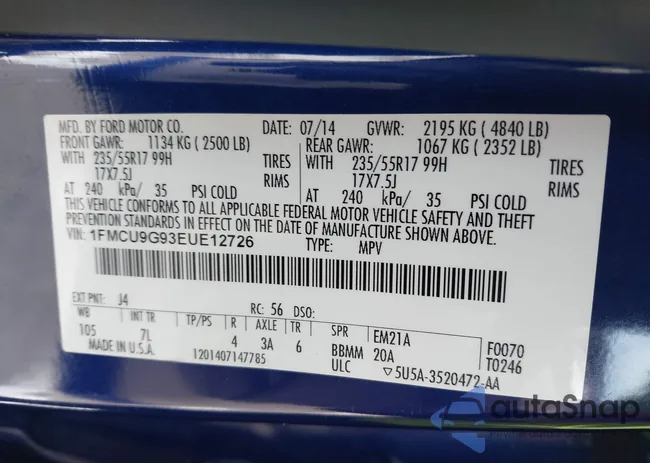 MFD. BY FORD MOTOR CO. DATE: 07/14 GVWR: 2195 KG ( 4840 LB)
FRONT GAWR: 1134 KG ( 2500 LB) REAR GAWR: 1067 KG ( 2352 LB)
WITH 235/55R17 99H TIRES WITH 235/55R17 99H TIRES
17X7.5J RIMS 17X7.5J RIMS
AT 240 kPa/ 35 PSI COLD AT 240 kPa/ 35 PSI COLD
THIS VEHICLE CONFORMS TO ALL APPLICABLE FEDERAL MOTOR VEHICLE SAFETY AND THEFT
PREVENTION STANDARDS IN EFFECT ON THE DATE OF MANUFACTURE SHOWN ABOVE.
VIN: 1FMCU9G93EUE12726 TYPE: MPV
EXT PNT: J4 RC: 56 DSO:
WB INT TR TP/PS R AXLE TR SPR EM21A F0070
105 7L 4 3A 6 BBMM 20A T0246
MADE IN U.S.A. 1201407147785 ULC ▽5U5A-3520472-AA
autoSnap